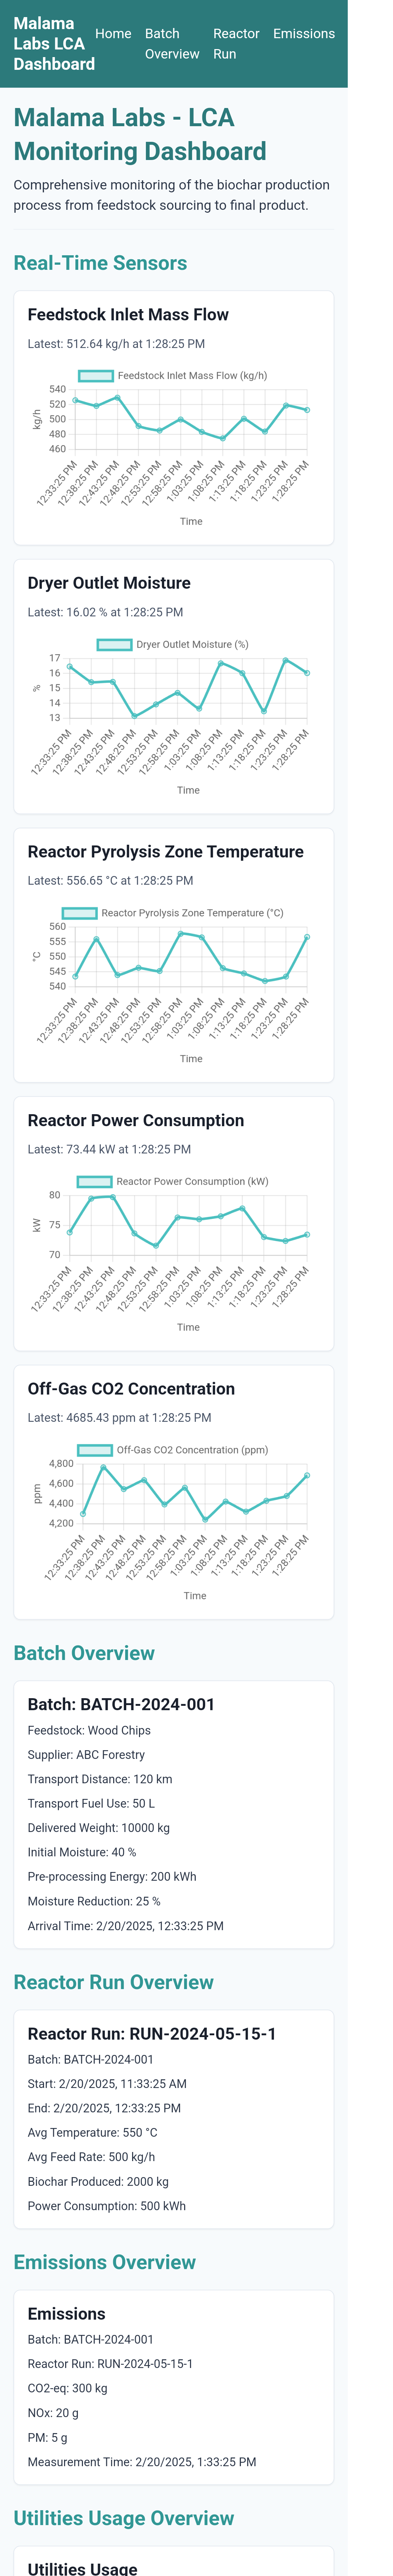 Malama
Labs LCA
Dashboard
Home
Batch
Overview
Reactor
Run
Emissions
Malama Labs - LCA
Monitoring Dashboard
Comprehensive monitoring of the biochar production
process from feedstock sourcing to final product.
Real-Time Sensors
Feedstock Inlet Mass Flow
Latest: 512.64 kg/h at 1:28:25 PM
Feedstock Inlet Mass Flow (kg/h)
540
520
500
480
460
kg/h
12:33:25 PM
12:38:25 PM
12:43:25 PM
12:48:25 PM
12:53:25 PM
12:58:25 PM
1:03:25 PM
1:08:25 PM
1:13:25 PM
1:18:25 PM
1:23:25 PM
1:28:25 PM
Time
Dryer Outlet Moisture
Latest: 16.02 % at 1:28:25 PM
Dryer Outlet Moisture (%)
17
16
15
14
13
%
12:33:25 PM
12:38:25 PM
12:43:25 PM
12:48:25 PM
12:53:25 PM
12:58:25 PM
1:03:25 PM
1:08:25 PM
1:13:25 PM
1:18:25 PM
1:23:25 PM
1:28:25 PM
Time
Reactor Pyrolysis Zone Temperature
Latest: 556.65 °C at 1:28:25 PM
Reactor Pyrolysis Zone Temperature (°C)
560
555
550
545
540
°C
12:33:25 PM
12:38:25 PM
12:43:25 PM
12:48:25 PM
12:53:25 PM
12:58:25 PM
1:03:25 PM
1:08:25 PM
1:13:25 PM
1:18:25 PM
1:23:25 PM
1:28:25 PM
Time
Reactor Power Consumption
Latest: 73.44 kW at 1:28:25 PM
Reactor Power Consumption (kW)
80
75
70
kW
12:33:25 PM
12:38:25 PM
12:43:25 PM
12:48:25 PM
12:53:25 PM
12:58:25 PM
1:03:25 PM
1:08:25 PM
1:13:25 PM
1:18:25 PM
1:23:25 PM
1:28:25 PM
Time
Off-Gas CO2 Concentration
Latest: 4685.43 ppm at 1:28:25 PM
Off-Gas CO2 Concentration (ppm)
4,800
4,600
4,400
4,200
ppm
12:33:25 PM
12:38:25 PM
12:43:25 PM
12:48:25 PM
12:53:25 PM
12:58:25 PM
1:03:25 PM
1:08:25 PM
1:13:25 PM
1:18:25 PM
1:23:25 PM
1:28:25 PM
Time
Batch Overview
Batch: BATCH-2024-001
Feedstock: Wood Chips
Supplier: ABC Forestry
Transport Distance: 120 km
Transport Fuel Use: 50 L
Delivered Weight: 10000 kg
Initial Moisture: 40 %
Pre-processing Energy: 200 kWh
Moisture Reduction: 25 %
Arrival Time: 2/20/2025, 12:33:25 PM
Reactor Run Overview
Reactor Run: RUN-2024-05-15-1
Batch: BATCH-2024-001
Start: 2/20/2025, 11:33:25 AM
End: 2/20/2025, 12:33:25 PM
Avg Temperature: 550 °C
Avg Feed Rate: 500 kg/h
Biochar Produced: 2000 kg
Power Consumption: 500 kWh
Emissions Overview
Emissions
Batch: BATCH-2024-001
Reactor Run: RUN-2024-05-15-1
CO2-eq: 300 kg
NOx: 20 g
PM: 5 g
Measurement Time: 2/20/2025, 1:33:25 PM
Utilities Usage Overview
Utilities Usage